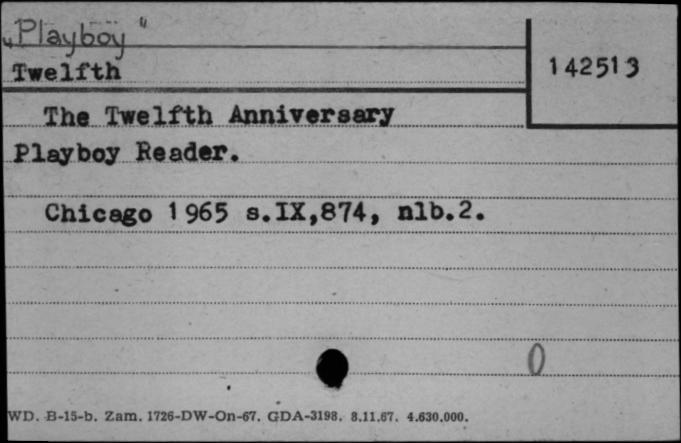 „Playboy"
Twelfth
142513
The Twelfth Anniversary
Playboy Reader.
Chicago 1965 s.IX,874, nlb.2.
0
WD. B-15-b. Zam. 1726-DW-On-67. GDA-3198. 8.11.67. 4.630.000.